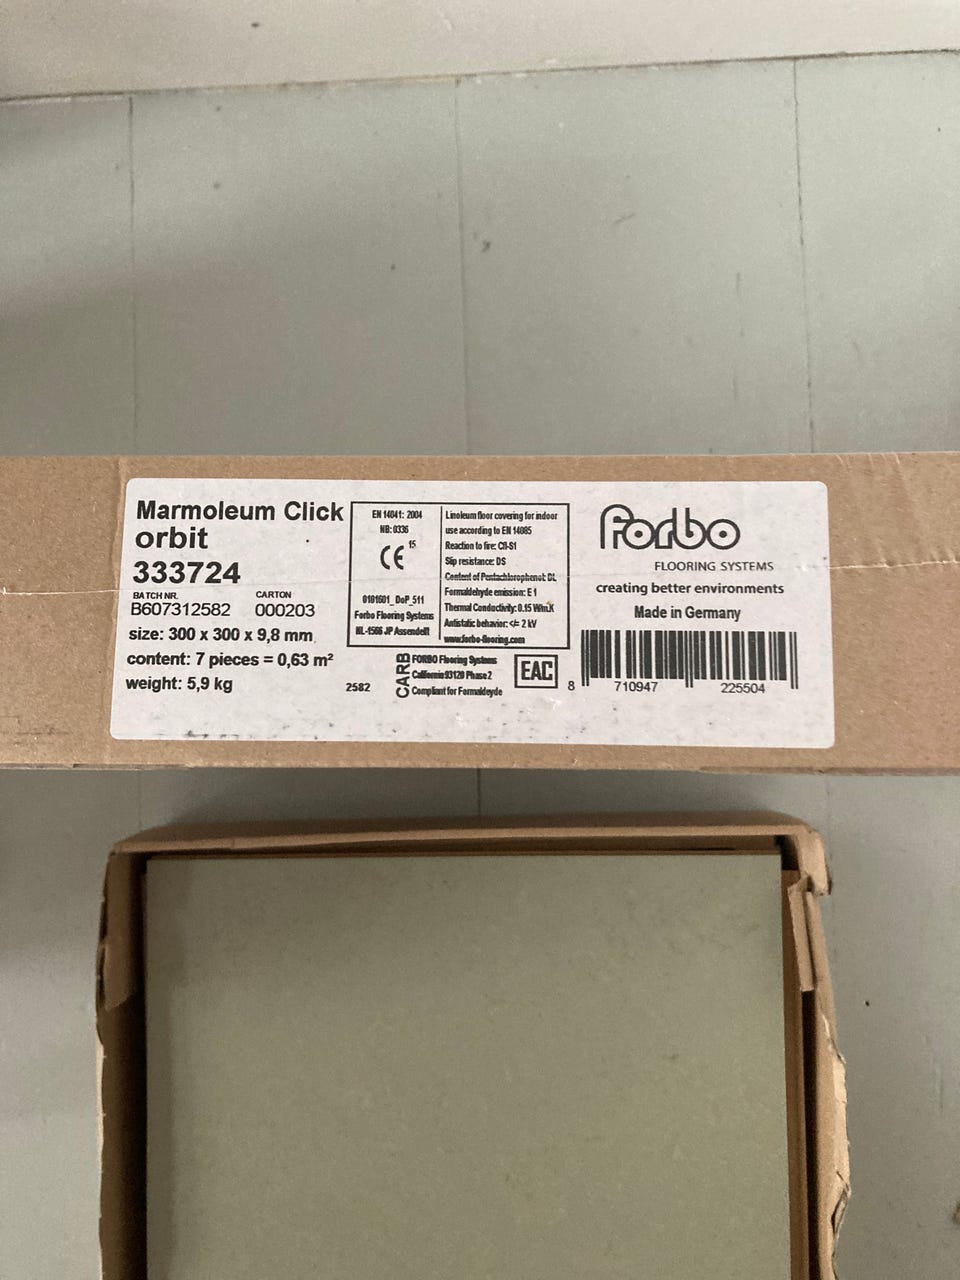 Marmoleum Click
orbit
333724
BATCH NR. CARTON
B607312582 000203
size: 300 x 300 x 9,8 mm
content: 7 pieces = 0,63 m²
weight: 5,9 kg
2582
EN 14041: 2004
NB: 0336
CE 15
0101601_DoP_511
Forbo Flooring Systems
NL-1566 JP Assendelft
Linoleum floor covering for indoor
use according to EN 14085
Reaction to fire: Cfl-S1
Slip resistance: DS
Content of Pentachlorophenol: DL
Formaldehyde emission: E 1
Thermal Conductivity: 0.15 W/m.K
Antistatic behavior: </= 2 kV
www.forbo-flooring.com
CARB
FORBO Flooring Systems
California 93120 Phase 2
Compliant for Formaldeyde
EAC
forbo
FLOORING SYSTEMS
creating better environments
Made in Germany
8 710947 225504